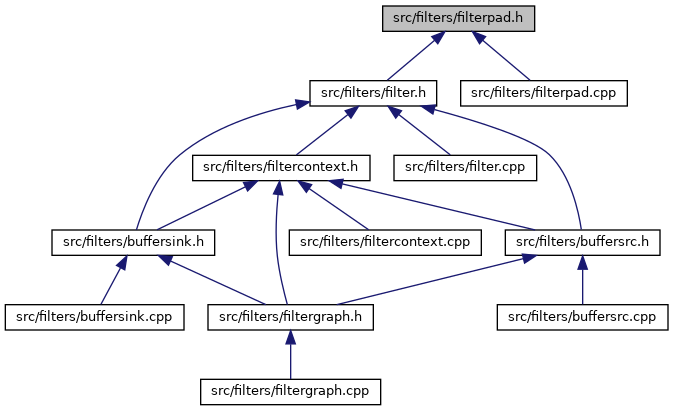 src/filters/filterpad.h
src/filters/filter.h
src/filters/filterpad.cpp
src/filters/filtercontext.h
src/filters/filter.cpp
src/filters/buffersink.h
src/filters/filtercontext.cpp
src/filters/buffersrc.h
src/filters/buffersink.cpp
src/filters/filtergraph.h
src/filters/buffersrc.cpp
src/filters/filtergraph.cpp